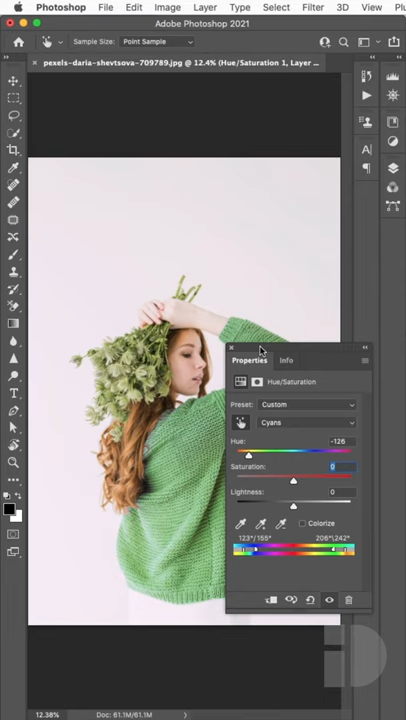 Photoshop File Edit Image Layer Type Select Filter 3D View
Adobe Photoshop 2021
Sample Size: Point Sample
pexels-daria-shevtsova-709789.jpg @ 12.4% (Hue/Saturation 1, Layer ...
Properties Info
Hue/Saturation
Preset: Custom
Cyans
Hue: -126
Saturation: 0
Lightness: 0
Colorize
123°/155° 206°\242°
12.38% Doc: 61.1M/61.1M